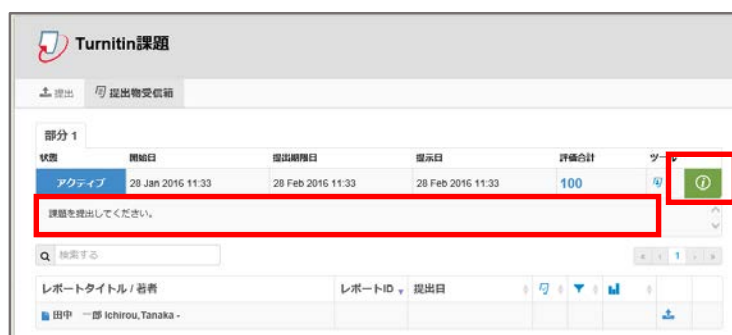 Turnitin課題
提出 提出物受信箱
部分 1
状態 開始日 提出期限日 提示日 評価合計 ツール
アクティブ 28 Jan 2016 11:33 28 Feb 2016 11:33 28 Feb 2016 11:33 100
課題を提出してください。
検索する 1
レポートタイトル / 著者 レポートID 提出日
田中 一郎 Ichirou,Tanaka -